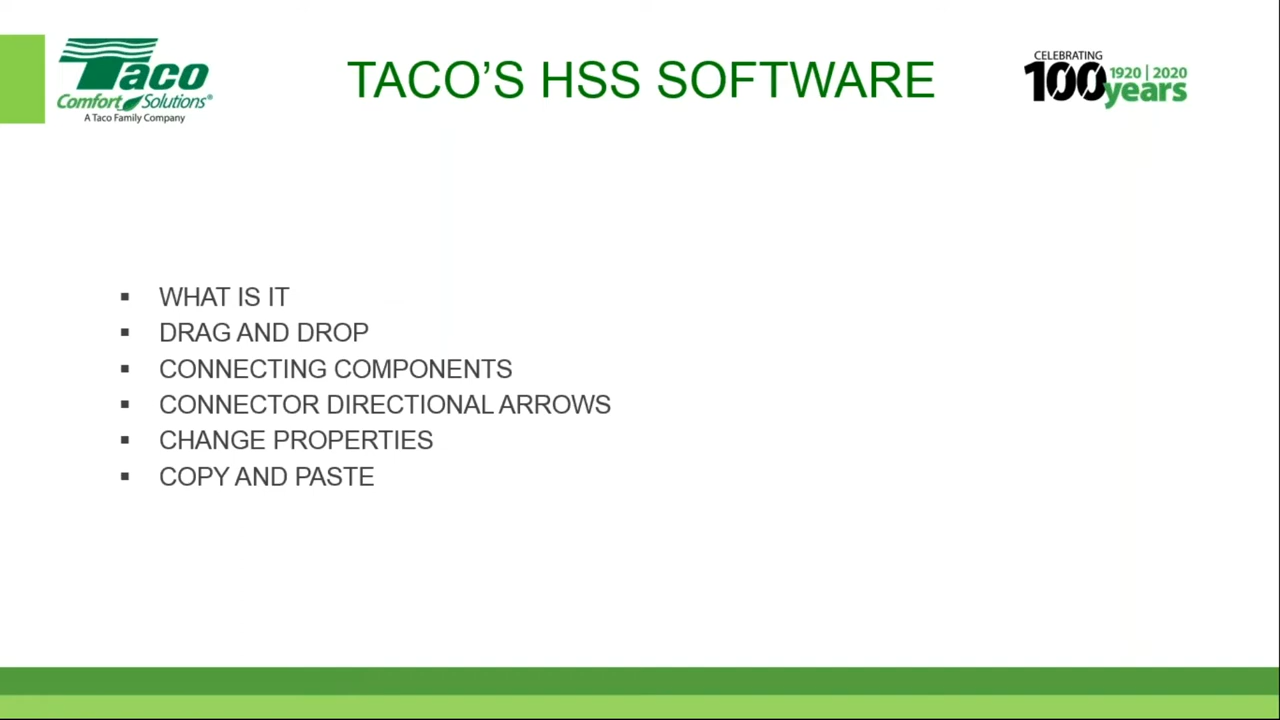 Taco
Comfort Solutions®
A Taco Family Company
TACO’S HSS SOFTWARE
CELEBRATING
100 years
1920 | 2020
▪ WHAT IS IT
▪ DRAG AND DROP
▪ CONNECTING COMPONENTS
▪ CONNECTOR DIRECTIONAL ARROWS
▪ CHANGE PROPERTIES
▪ COPY AND PASTE